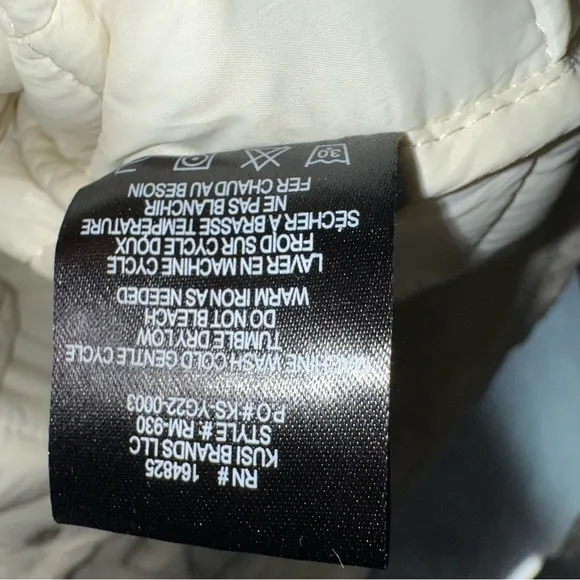 RN# 164825
KUSI BRANDS LLC
STYLE# RM-930
P.O# KS-YG22-0003
MACHINE WASH COLD GENTLE CYCLE
TUMBLE DRY LOW
DO NOT BLEACH
WARM IRON AS NEEDED
LAVER EN MACHINE CYCLE
FROID SUR CYCLE DOUX
SÉCHER A BRASSE TEMPERATURE
NE PAS BLANCHIR
FER CHAUD AU BESOIN
30